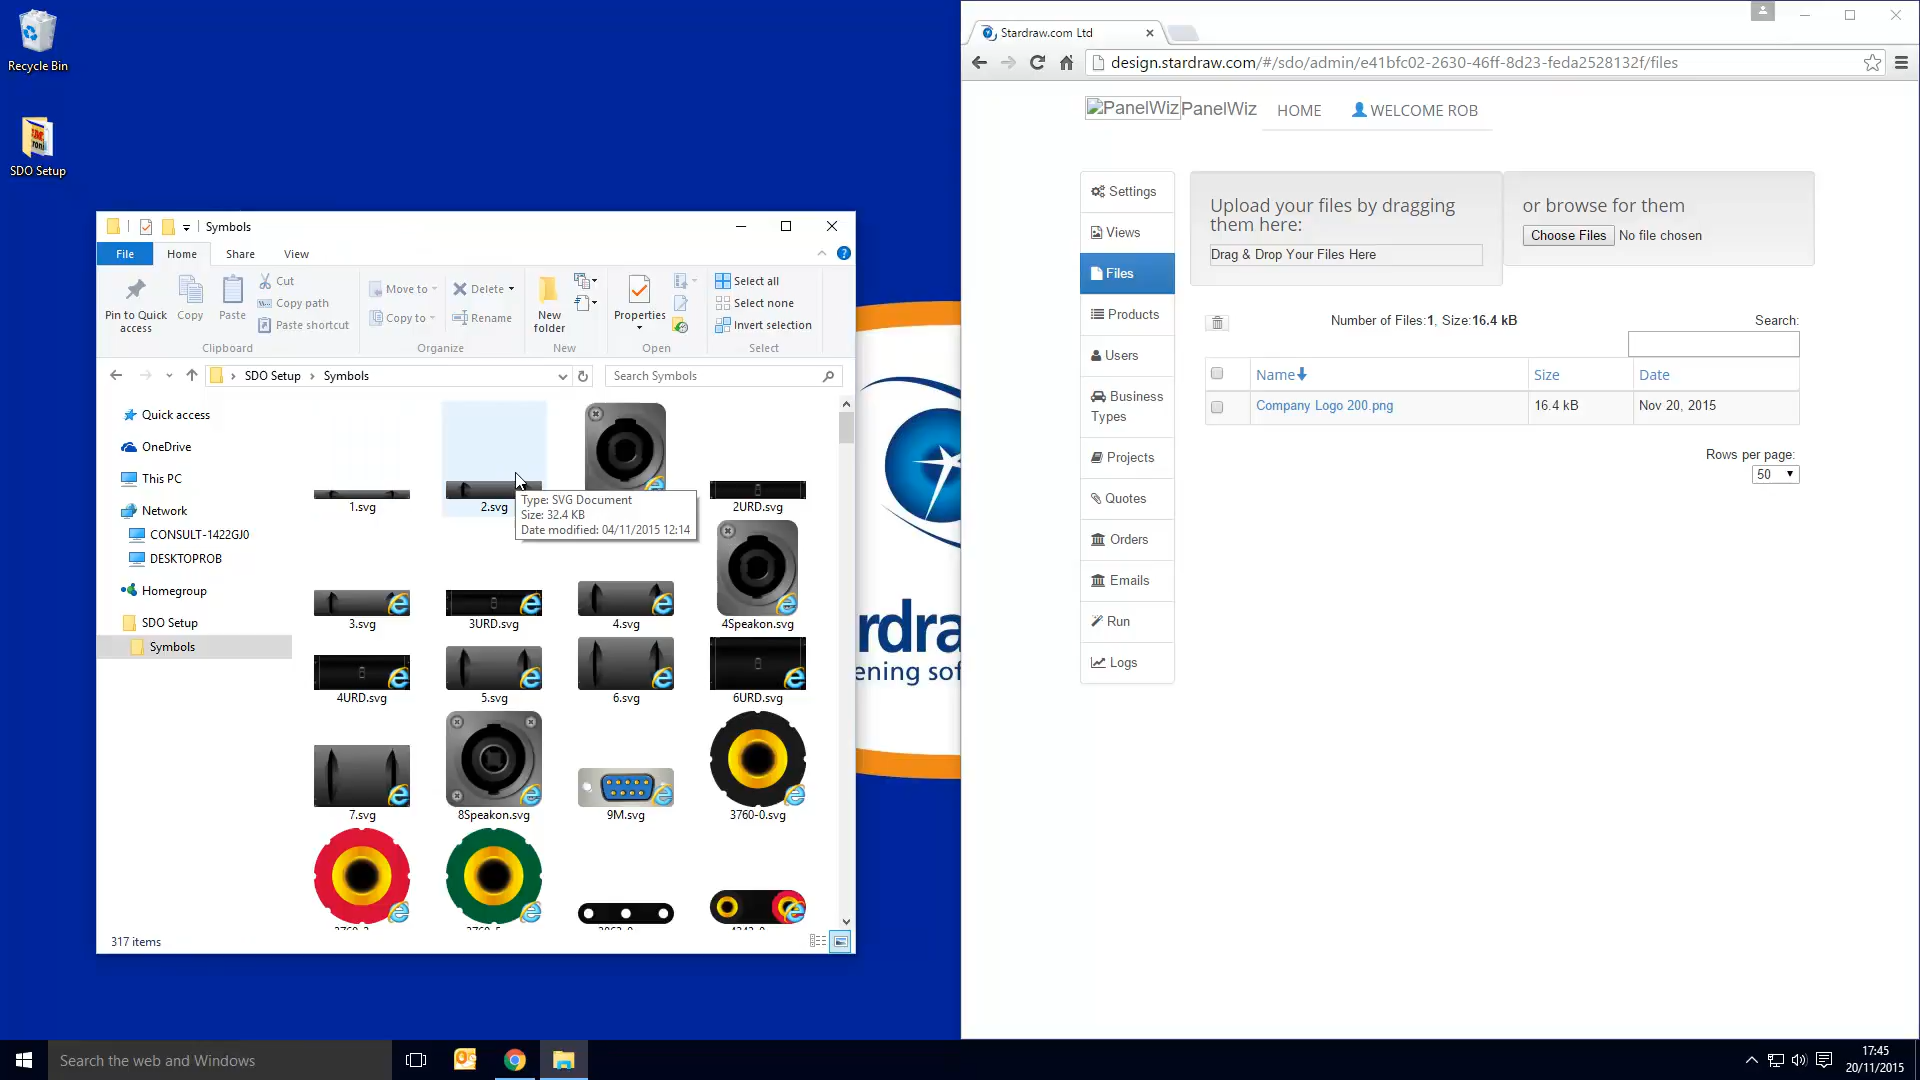 Recycle Bin
SDO Setup
Symbols
File
Home
Share
View
Pin to Quick
access
Copy
Paste
Cut
Copy path
Paste shortcut
Clipboard
Move to
Copy to
Delete
Rename
Organize
New
folder
New
Properties
Open
Select all
Select none
Invert selection
Select
SDO Setup
Symbols
Search Symbols
Quick access
OneDrive
This PC
Network
CONSULT-1422GJ0
DESKTOPROB
Homegroup
SDO Setup
Symbols
1.svg
2.svg
2URD.svg
Type: SVG Document
Size: 32.4 KB
Date modified: 04/11/2015 12:14
3.svg
3URD.svg
4.svg
4Speakon.svg
4URD.svg
5.svg
6.svg
6URD.svg
7.svg
8Speakon.svg
9M.svg
3760-0.svg
317 items
rdra
ening sof
Stardraw.com Ltd
design.stardraw.com/#/sdo/admin/e41bfc02-2630-46ff-8d23-feda2528132f/files
PanelWiz
PanelWiz
HOME
WELCOME ROB
Settings
Views
Files
Products
Users
Business
Types
Projects
Quotes
Orders
Emails
Run
Logs
Upload your files by dragging
them here:
Drag & Drop Your Files Here
or browse for them
Choose Files
No file chosen
Number of Files:1, Size:16.4 kB
Search:
Name
Size
Date
Company Logo 200.png
16.4 kB
Nov 20, 2015
Rows per page:
50
Search the web and Windows
17:45
20/11/2015